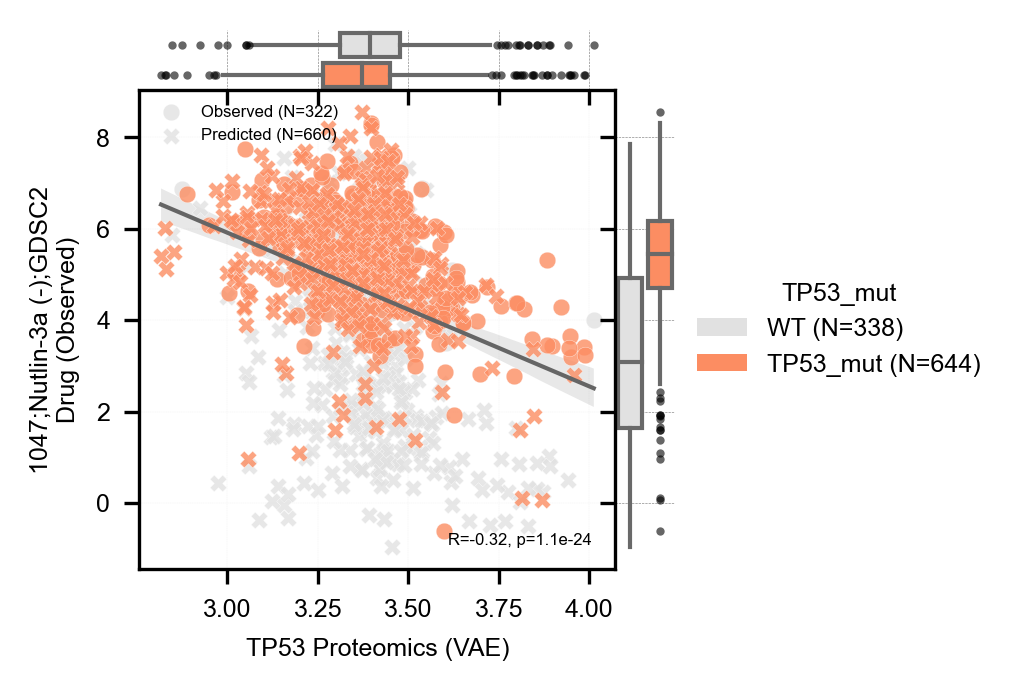 Observed (N=322)
Predicted (N=660)
8
6
4
2
0
1047;Nutlin-3a (-);GDSC2
Drug (Observed)
R=-0.32, p=1.1e-24
3.00 3.25 3.50 3.75 4.00
TP53 Proteomics (VAE)
TP53_mut
WT (N=338)
TP53_mut (N=644)